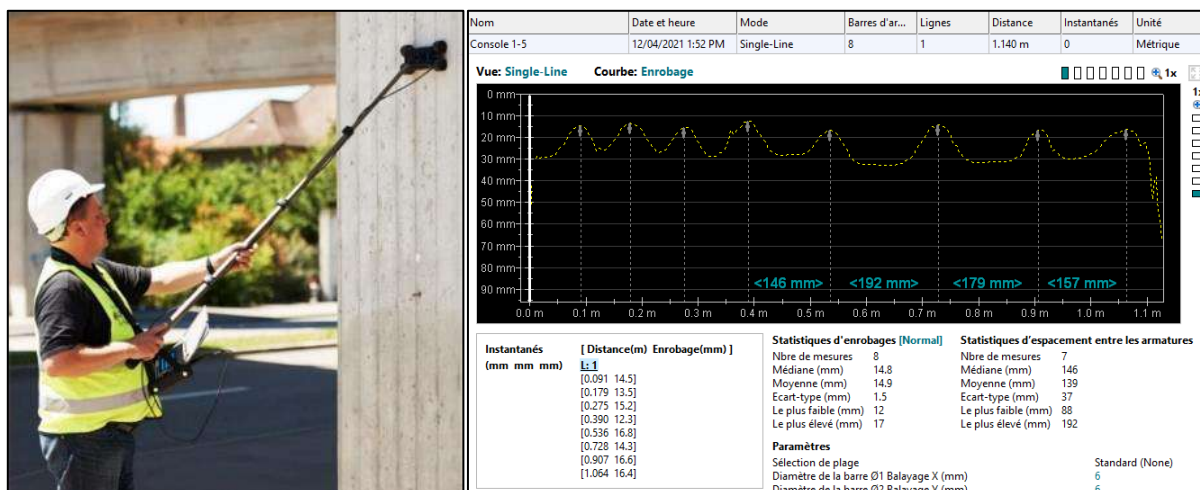 Nom Date et heure Mode Barres d'ar... Lignes Distance Instantanés Unité
Console 1-5 12/04/2021 1:52 PM Single-Line 8 1 1.140 m 0 Métrique
Vue: Single-Line Courbe: Enrobage 1x
0 mm
10 mm
20 mm
30 mm
40 mm
50 mm
60 mm
70 mm
80 mm
90 mm
<146 mm> <192 mm> <179 mm> <157 mm>
0.0 m 0.1 m 0.2 m 0.3 m 0.4 m 0.5 m 0.6 m 0.7 m 0.8 m 0.9 m 1.0 m 1.1 m
Instantanés
(mm mm mm)
[ Distance(m) Enrobage(mm) ]
L: 1
[0.091 14.5]
[0.179 13.5]
[0.275 15.2]
[0.390 12.3]
[0.536 16.8]
[0.728 14.3]
[0.907 16.6]
[1.064 16.4]
Statistiques d'enrobages [Normal]
Nbre de mesures 8
Médiane (mm) 14.8
Moyenne (mm) 14.9
Ecart-type (mm) 1.5
Le plus faible (mm) 12
Le plus élevé (mm) 17
Statistiques d'espacement entre les armatures
Nbre de mesures 7
Médiane (mm) 146
Moyenne (mm) 139
Ecart-type (mm) 37
Le plus faible (mm) 88
Le plus élevé (mm) 192
Paramètres
Sélection de plage Standard (None)
Diamètre de la barre Ø1 Balayage X (mm) 6
Diamètre de la barre Ø2 Balayage Y (mm) 6